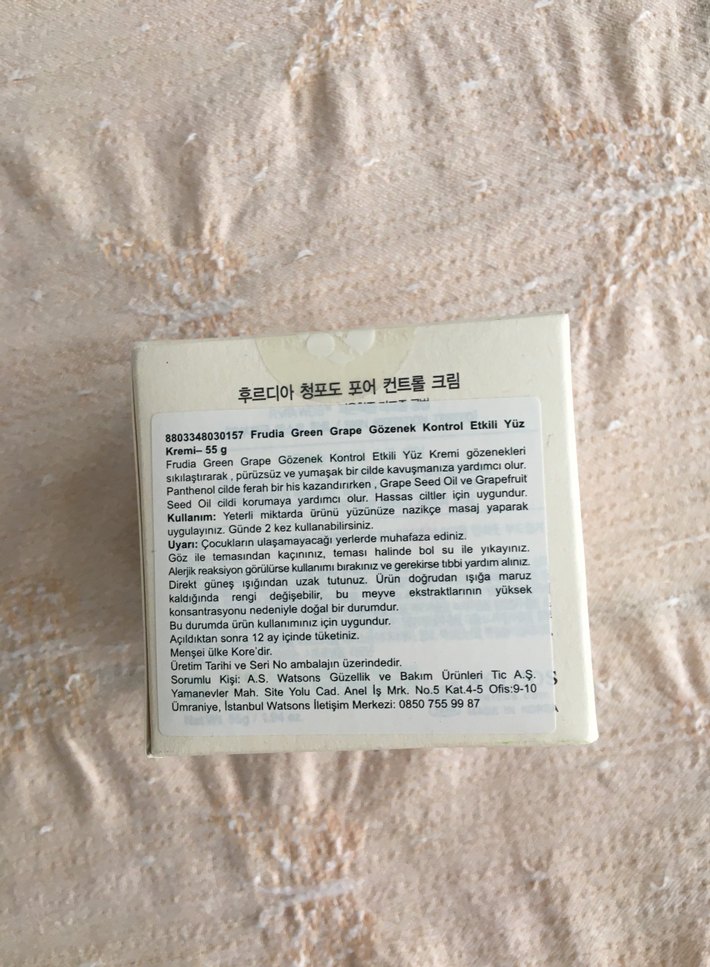 후르디아 청포도 포어 컨트롤 크림
8803348030157 Frudia Green Grape Gözenek Kontrol Etkili Yüz
Kremi– 55 g
Frudia Green Grape Gözenek Kontrol Etkili Yüz Kremi gözenekleri
sıkılaştırarak , pürüzsüz ve yumaşak bir cilde kavuşmanıza yardımcı olur.
Panthenol cilde ferah bir his kazandırırken , Grape Seed Oil ve Grapefruit
Seed Oil cildi korumaya yardımcı olur. Hassas ciltler için uygundur.
Kullanım: Yeterli miktarda ürünü yüzünüze nazikçe masaj yaparak
uygulayınız. Günde 2 kez kullanabilirsiniz.
Uyarı: Çocukların ulaşamayacağı yerlerde muhafaza ediniz.
Göz ile temasından kaçınınız, teması halinde bol su ile yıkayınız.
Alerjik reaksiyon görülürse kullanımı bırakınız ve gerekirse tıbbi yardım alınız.
Direkt güneş ışığından uzak tutunuz. Ürün doğrudan ışığa maruz
kaldığında rengi değişebilir, bu meyve ekstraktlarının yüksek
konsantrasyonu nedeniyle doğal bir durumdur.
Bu durumda ürün kullanımınız için uygundur.
Açıldıktan sonra 12 ay içinde tüketiniz.
Menşei ülke Kore'dir.
Üretim Tarihi ve Seri No ambalajın üzerindedir.
Sorumlu Kişi: A.S. Watsons Güzellik ve Bakım Ürünleri Tic A.Ş.
Yamanevler Mah. Site Yolu Cad. Anel İş Mrk. No.5 Kat.4-5 Ofis:9-10
Ümraniye, İstanbul Watsons İletişim Merkezi: 0850 755 99 87